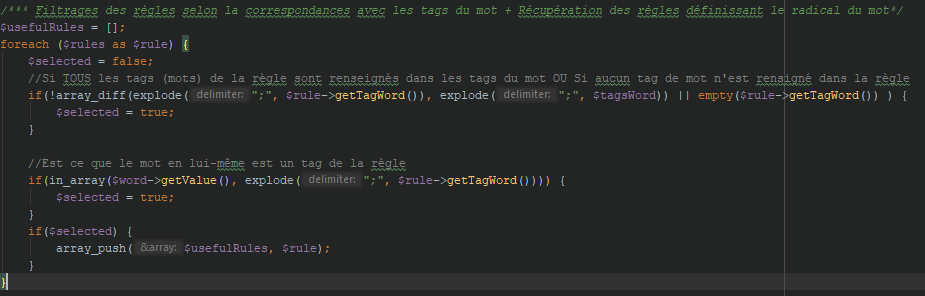 /*** Filtrages des régles selon la correspondances avec les tags du mot + Récupération des régles définissant le radical du mot*/
$usefulRules = [];
foreach ($rules as $rule) {
$selected = false;
//Si TOUS les tags (mots) de la règle sont renseignés dans les tags du mot OU Si aucun tag de mot n'est rensigné dans la règle
if(!array_diff(explode( delimiter: ";", $rule->getTagWord()), explode( delimiter: ";", $tagsWord)) || empty($rule->getTagWord()) ) {
$selected = true;
}
//Est ce que le mot en lui-même est un tag de la règle
if(in_array($word->getValue(), explode( delimiter: ";", $rule->getTagWord()))) {
$selected = true;
}
if($selected) {
array_push( &array: $usefulRules, $rule);
}
}